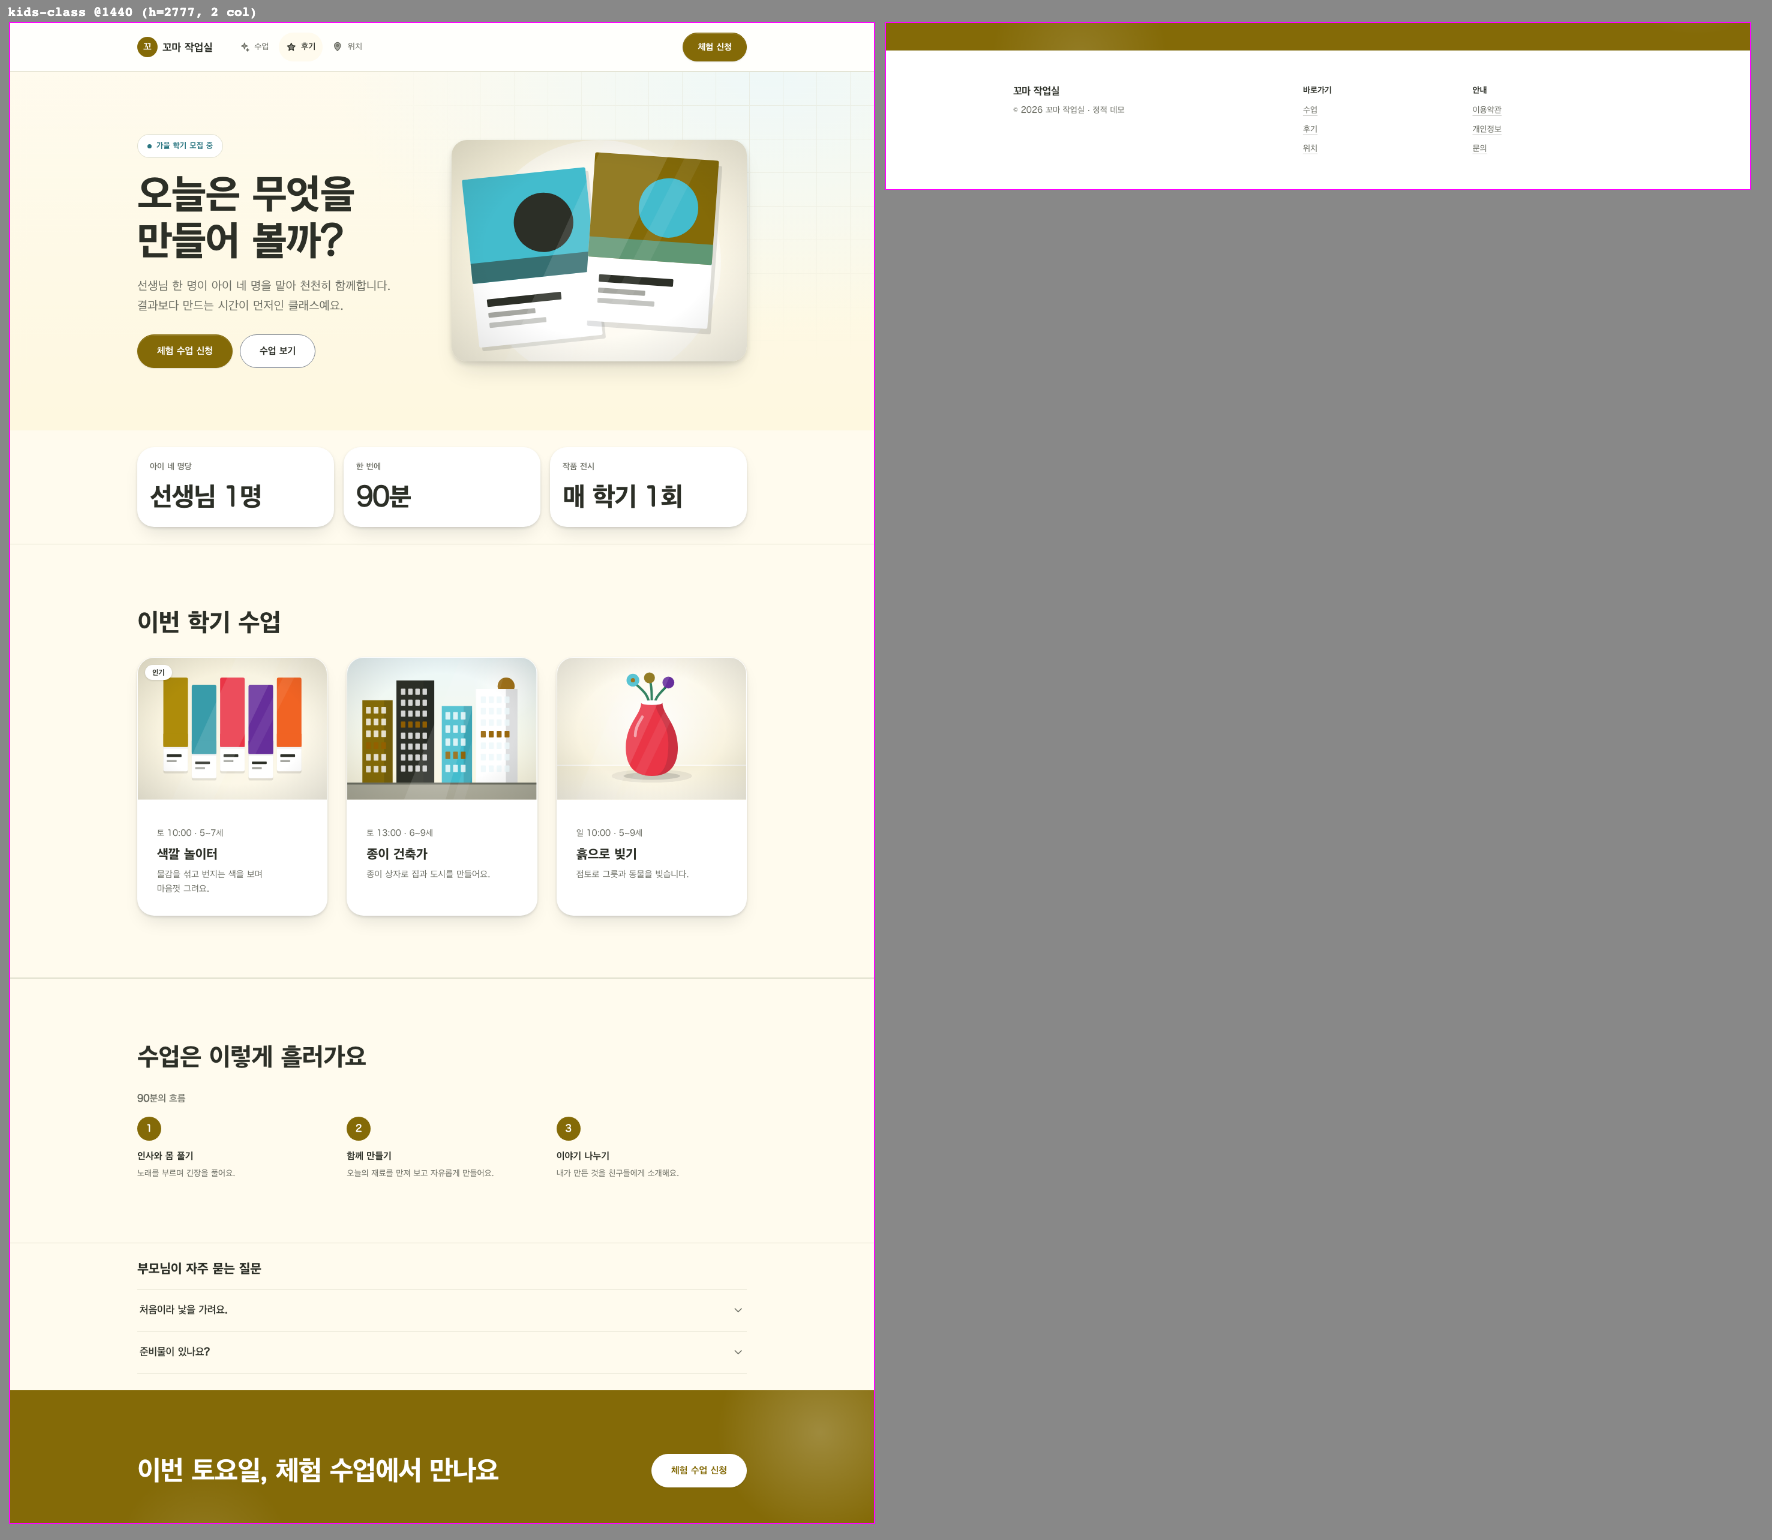 kids-class @1440 (h=2777, 2 col)
꼬 꼬마 작업실
수업
후기
위치
체험 신청
가을 학기 모집 중
오늘은 무엇을
만들어 볼까?
선생님 한 명이 아이 네 명을 맡아 천천히 함께합니다.
결과보다 만드는 시간이 먼저인 클래스예요.
체험 수업 신청
수업 보기
아이 네 명당
선생님 1명
한 번에
90분
작품 전시
매 학기 1회
이번 학기 수업
인기
토 10:00 · 5–7세
색깔 놀이터
물감을 섞고 번지는 색을 보며
마음껏 그려요.
토 13:00 · 6–9세
종이 건축가
종이 상자로 집과 도시를 만들어요.
일 10:00 · 5–9세
흙으로 빚기
점토로 그릇과 동물을 빚습니다.
수업은 이렇게 흘러가요
90분의 흐름
1
인사와 몸 풀기
노래를 부르며 긴장을 풀어요.
2
함께 만들기
오늘의 재료를 만져 보고 자유롭게 만들어요.
3
이야기 나누기
내가 만든 것을 친구들에게 소개해요.
부모님이 자주 묻는 질문
처음이라 낯을 가려요.
준비물이 있나요?
이번 토요일, 체험 수업에서 만나요
체험 수업 신청
꼬마 작업실
© 2026 꼬마 작업실 · 정적 데모
바로가기
수업
후기
위치
안내
이용약관
개인정보
문의